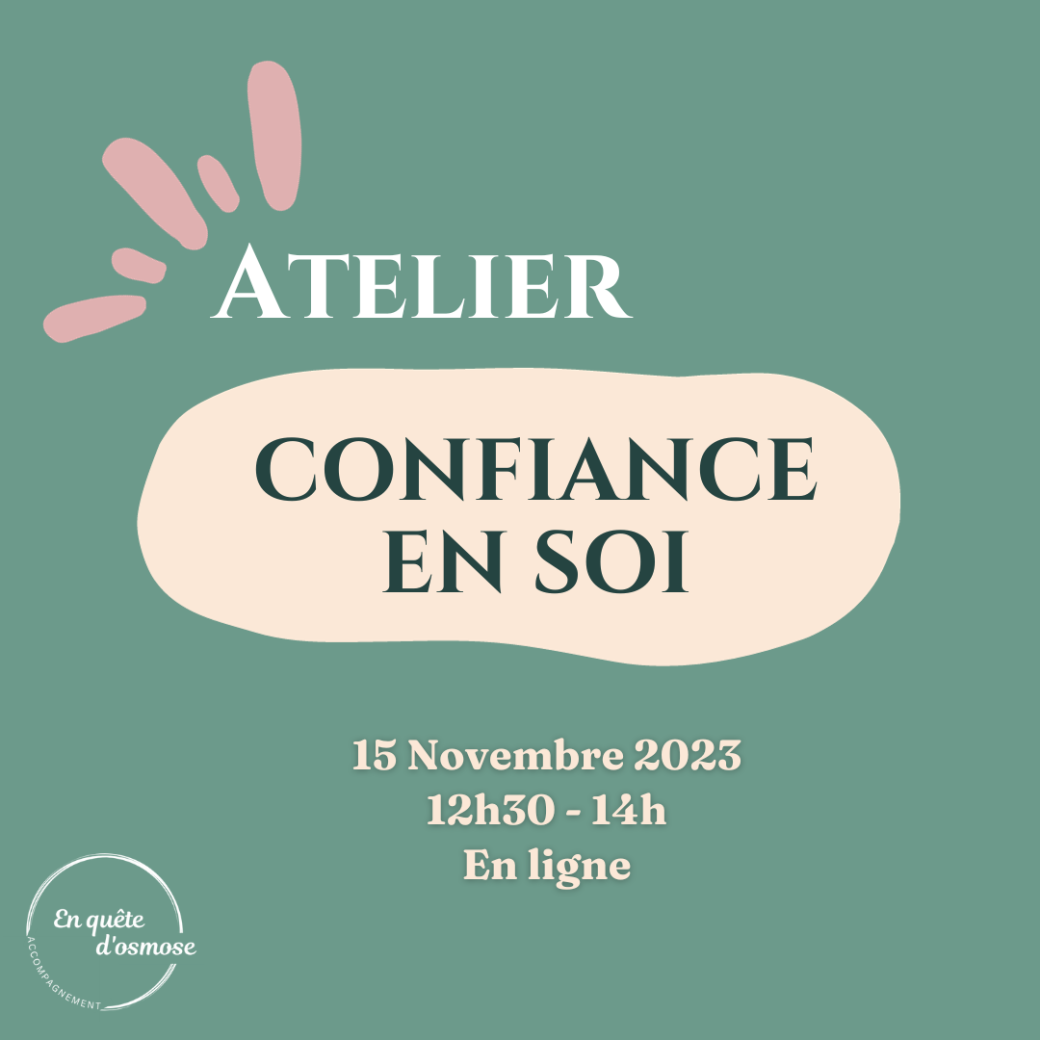 Atelier
CONFIANCE
EN SOI
15 Novembre 2023
12h30 - 14h
En ligne
En quête
d'osmose
ACCOMPAGNEMENT